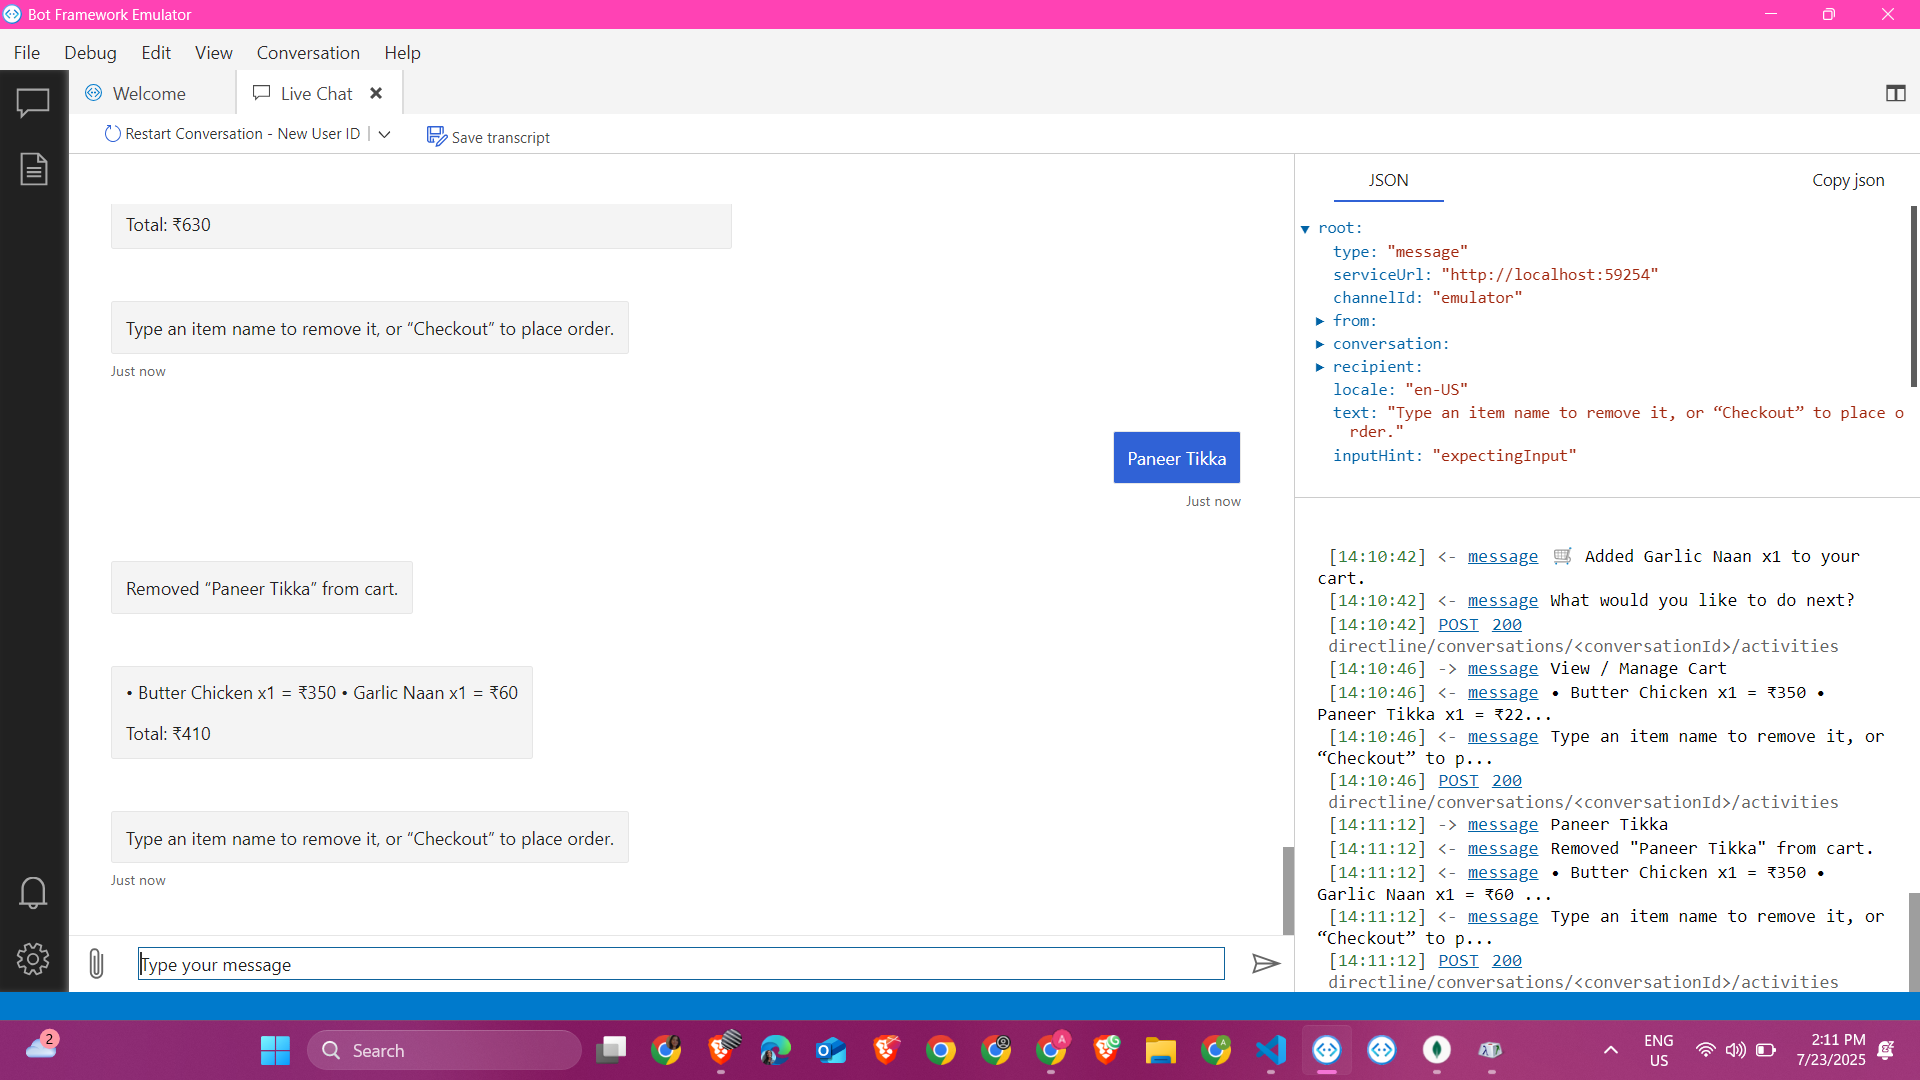 Bot Framework Emulator
File Debug Edit View Conversation Help
Welcome
Live Chat
Restart Conversation - New User ID
Save transcript
Total: ₹630
Type an item name to remove it, or “Checkout” to place order.
Just now
Paneer Tikka
Just now
Removed “Paneer Tikka” from cart.
• Butter Chicken x1 = ₹350 • Garlic Naan x1 = ₹60
Total: ₹410
Type an item name to remove it, or “Checkout” to place order.
Just now
Type your message
JSON
Copy json
root:
type: "message"
serviceUrl: "http://localhost:59254"
channelId: "emulator"
from:
conversation:
recipient:
locale: "en-US"
text: "Type an item name to remove it, or “Checkout” to place o
rder."
inputHint: "expectingInput"
[14:10:42] <- message 🛒 Added Garlic Naan x1 to your
cart.
[14:10:42] <- message What would you like to do next?
[14:10:42] POST 200
directline/conversations/<conversationId>/activities
[14:10:46] -> message View / Manage Cart
[14:10:46] <- message • Butter Chicken x1 = ₹350 •
Paneer Tikka x1 = ₹22...
[14:10:46] <- message Type an item name to remove it, or
“Checkout” to p...
[14:10:46] POST 200
directline/conversations/<conversationId>/activities
[14:11:12] -> message Paneer Tikka
[14:11:12] <- message Removed "Paneer Tikka" from cart.
[14:11:12] <- message • Butter Chicken x1 = ₹350 •
Garlic Naan x1 = ₹60 ...
[14:11:12] <- message Type an item name to remove it, or
“Checkout” to p...
[14:11:12] POST 200
directline/conversations/<conversationId>/activities
2
Search
ENG
US
2:11 PM
7/23/2025